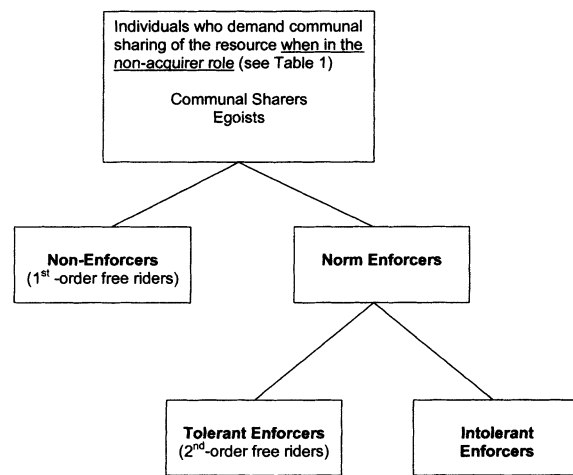 Individuals who demand communal
sharing of the resource when in the
non-acquirer role (see Table 1)
Communal Sharers
Egoists
Non-Enforcers
(1st -order free riders)
Norm Enforcers
Tolerant Enforcers
(2nd-order free riders)
Intolerant
Enforcers